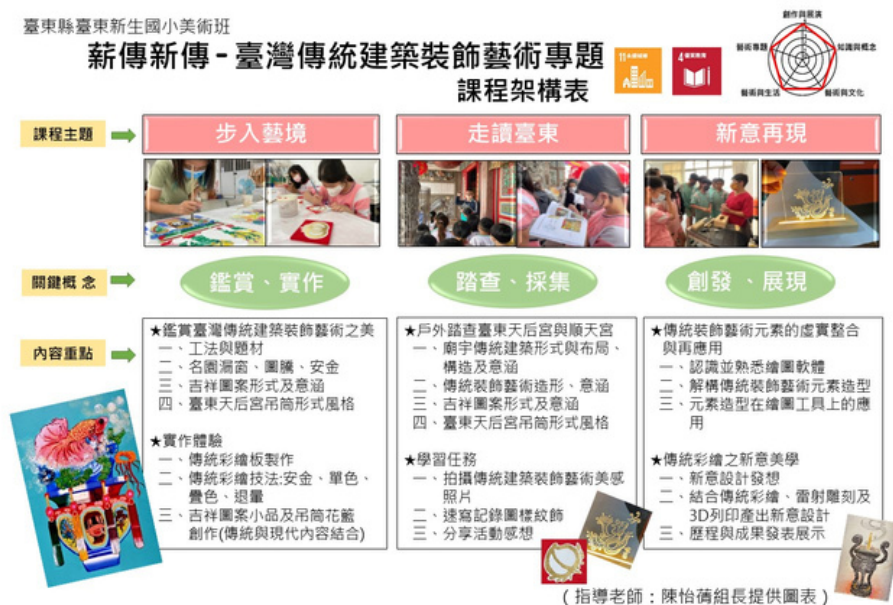 臺東縣臺東新生國小美術班
薪傳新傳-臺灣傳統建築裝飾藝術專題
課程架構表
11
4
創作與展演
知識與概念
藝術與文化
藝術與生活
藝術專題
課程主題
步入藝境
走讀臺東
新意再現
關鍵概念
鑑賞、實作
踏查、採集
創發、展現
內容重點
★鑑賞臺灣傳統建築裝飾藝術之美
一、工法與題材
二、名園漏窗、圖騰、安金
三、吉祥圖案形式及意涵
四、臺東天后宮吊筒形式風格
★實作體驗
一、傳統彩繪板製作
二、傳統彩繪技法:安金、單色、
疊色、退暈
三、吉祥圖案小品及吊筒花籃
創作(傳統與現代內容結合)
★戶外踏查臺東天后宮與順天宮
一、廟宇傳統建築形式與布局、
構造及意涵
二、傳統裝飾藝術造形、意涵
三、吉祥圖案形式及意涵
四、臺東天后宮吊筒形式風格
★學習任務
一、拍攝傳統建築裝飾藝術美感
照片
二、速寫記錄圖樣紋飾
三、分享活動感想
★傳統裝飾藝術元素的虛實整合
與再應用
一、認識並熟悉繪圖軟體
二、解構傳統裝飾藝術元素造型
三、元素造型在繪圖工具上的應
用
★傳統彩繪之新意美學
一、新意設計發想
二、結合傳統彩繪、雷射雕刻及
3D列印產出新意設計
三、歷程與成果發表展示
(指導老師:陳怡蒨組長提供圖表)